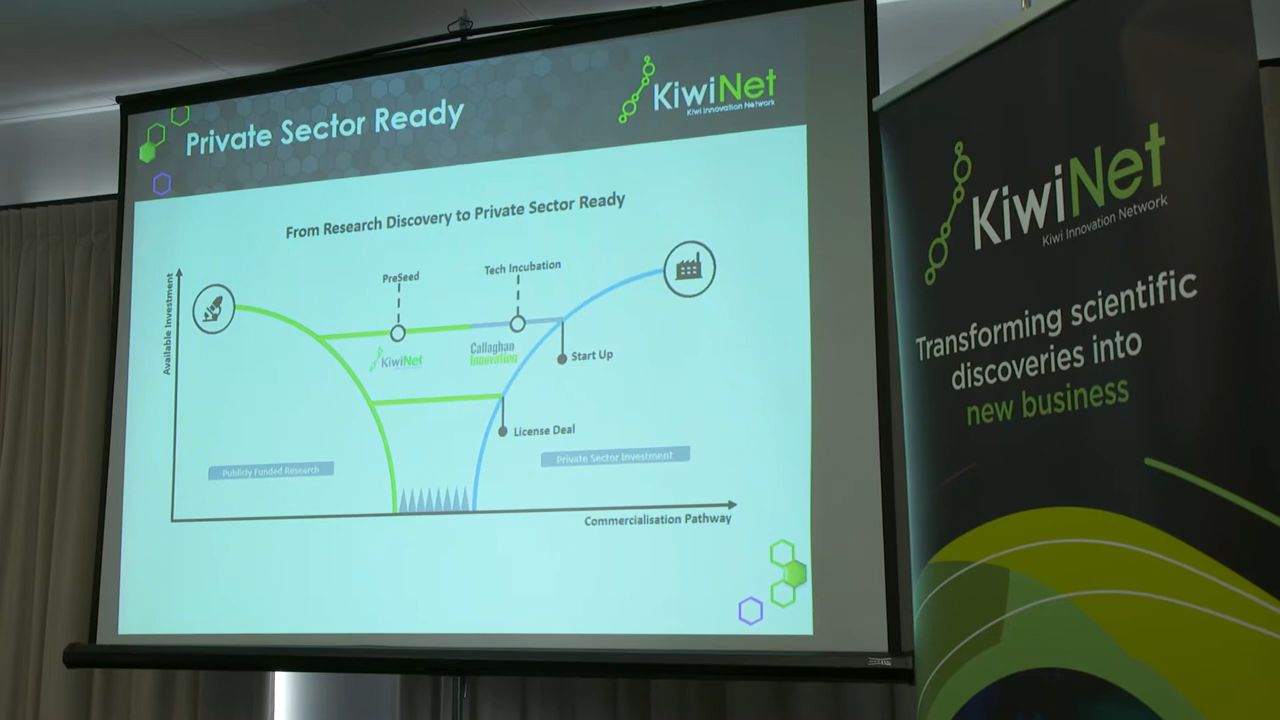 Private Sector Ready
KiwiNet
Kiwi Innovation Network
From Research Discovery to Private Sector Ready
Available Investment
PreSeed
Tech Incubation
KiwiNet
Callaghan
Innovation
Start Up
License Deal
Publicly Funded Research
Private Sector Investment
Commercialisation Pathway
KiwiNet
Kiwi Innovation Network
Transforming scientific
discoveries into
new business